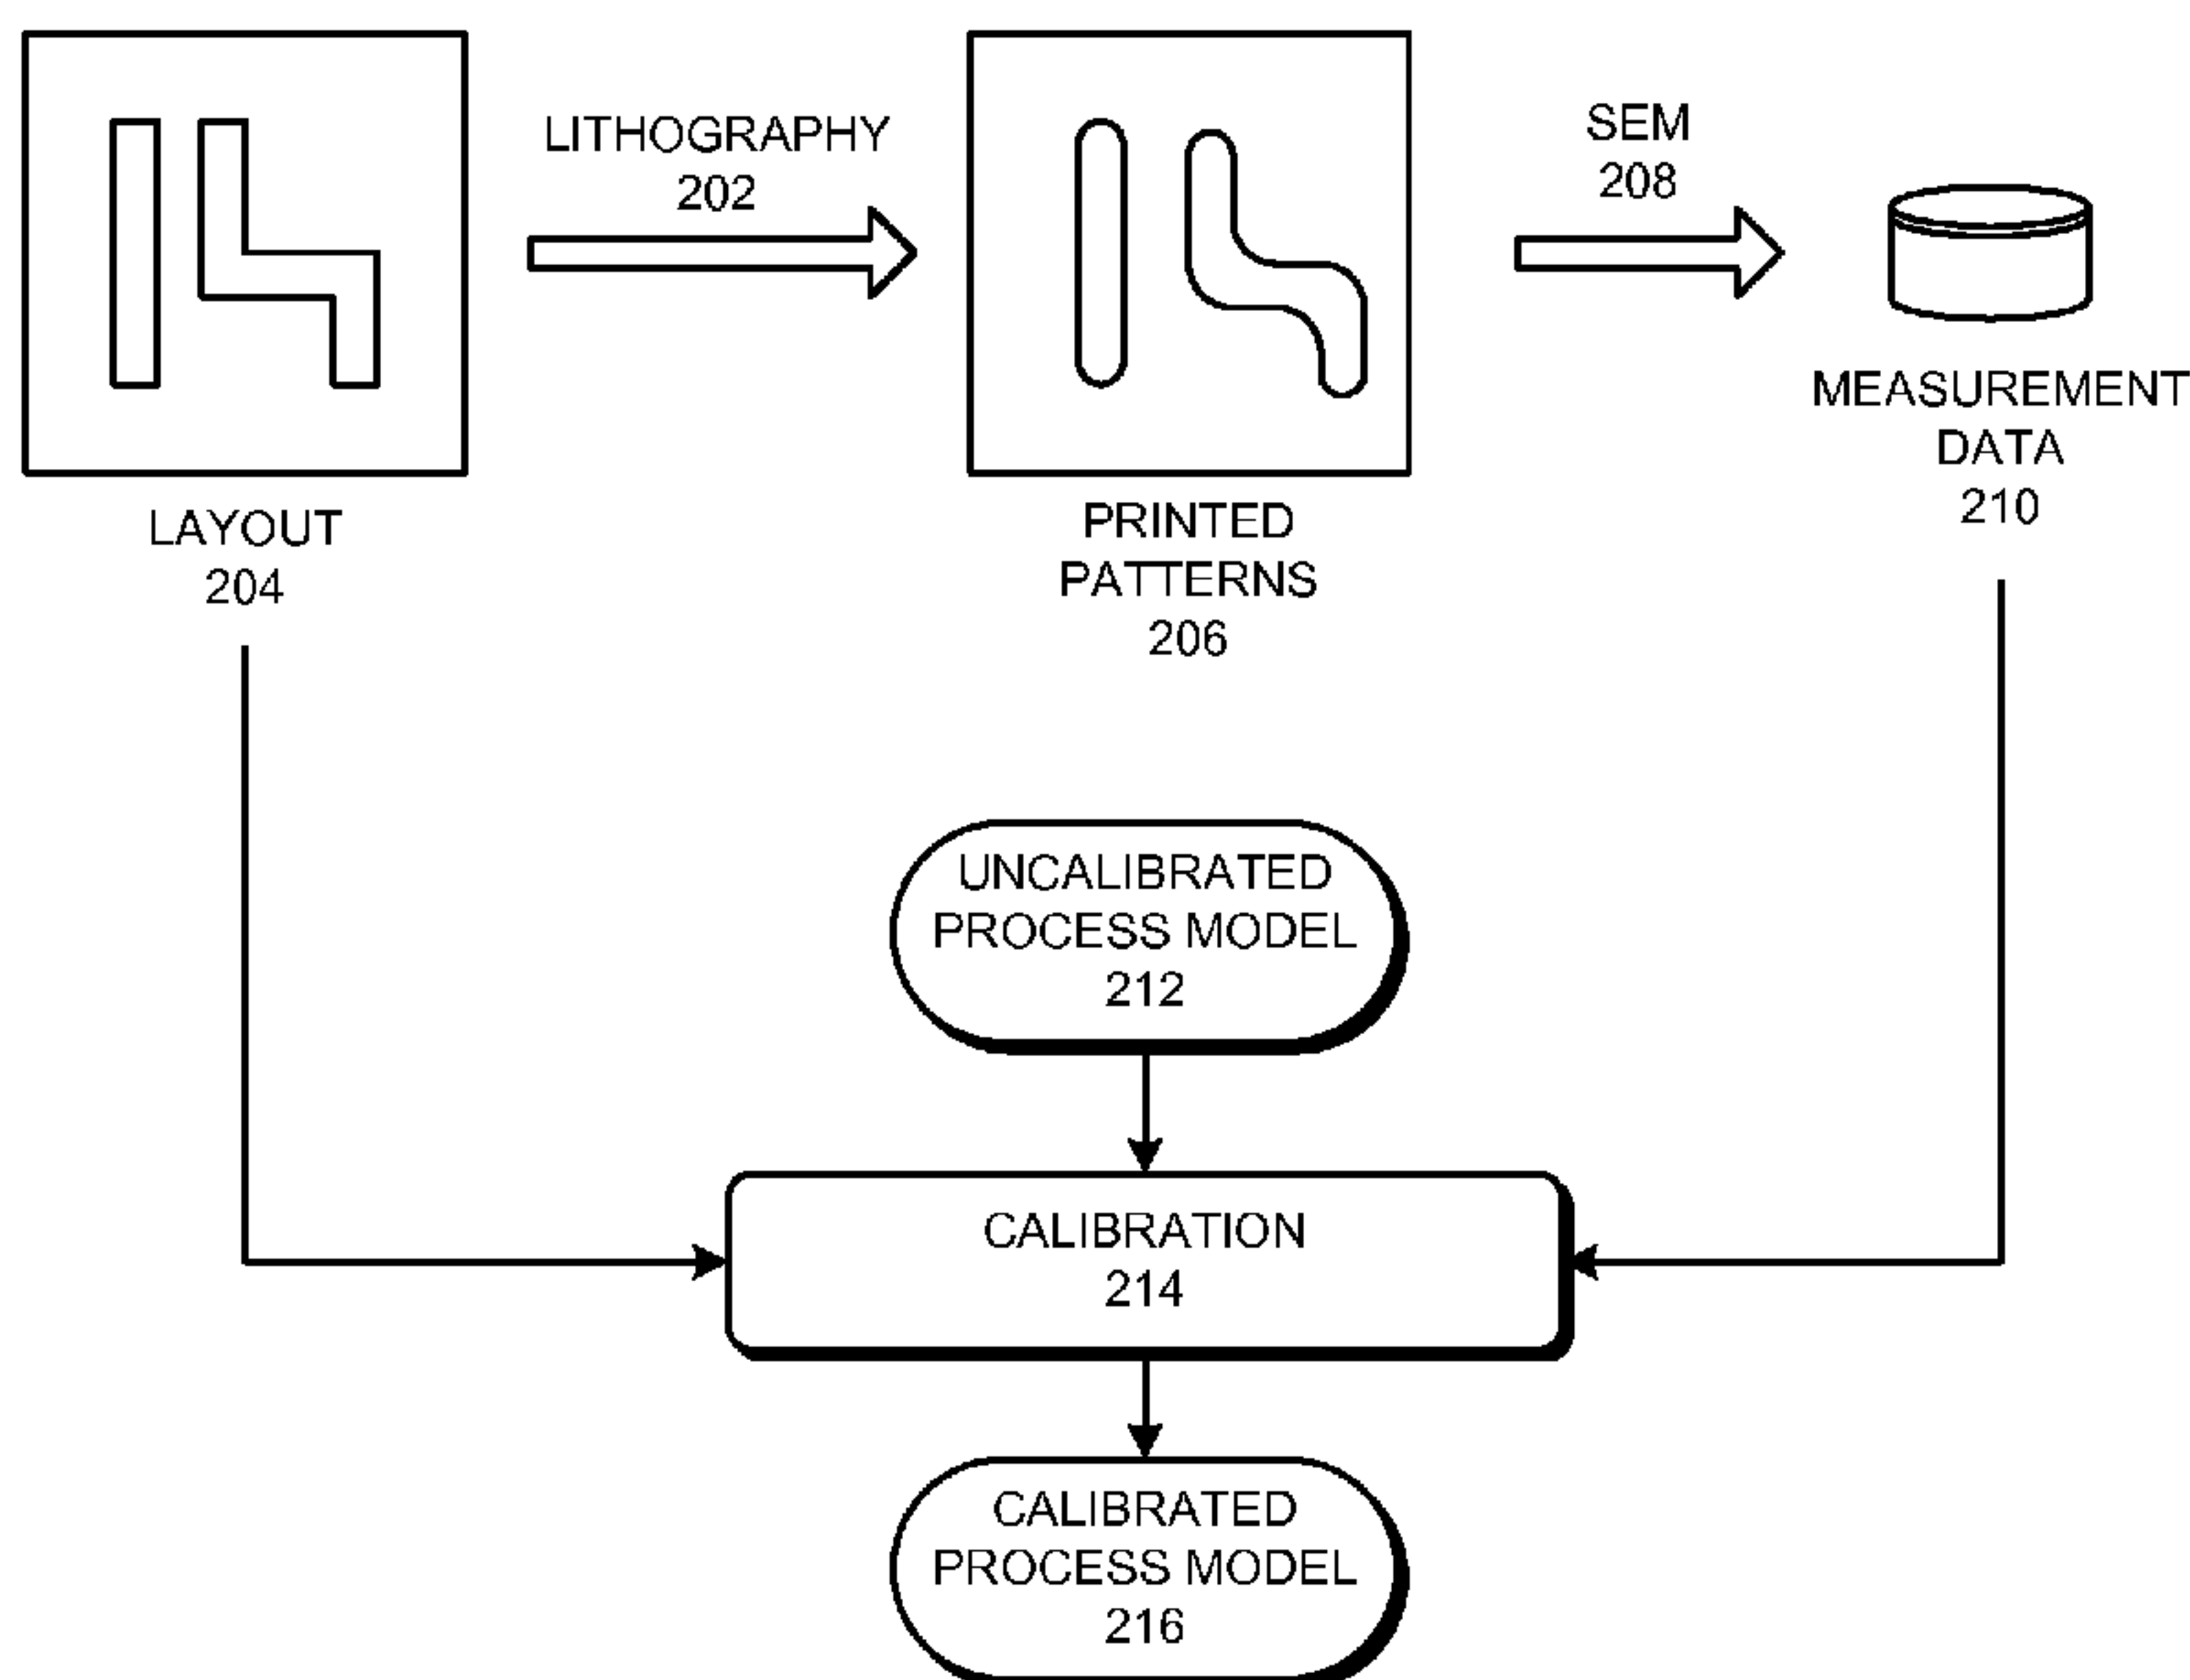 LITHOGRAPHY
202
SEM
208
LAYOUT
204
PRINTED
PATTERNS
206
MEASUREMENT
DATA
210
UNCALIBRATED
PROCESS MODEL
212
CALIBRATION
214
CALIBRATED
PROCESS MODEL
216